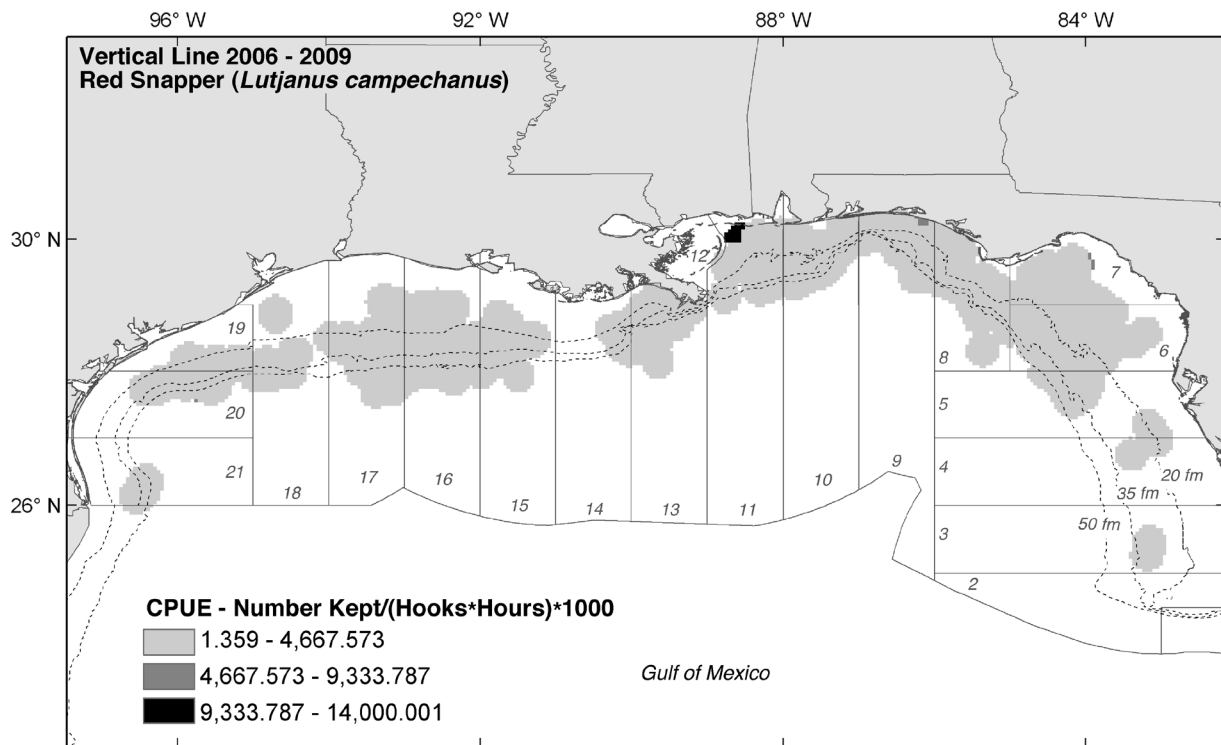 96° W 92° W 88° W 84° W
Vertical Line 2006 - 2009
Red Snapper (Lutjanus campechanus)
30° N
12
7
19
6
8
20
5
21
4
18
17
16
15
14
13
11
10
9
20 fm
35 fm
26° N
50 fm
3
2
CPUE - Number Kept/(Hooks*Hours)*1000
1.359 - 4,667.573
4,667.573 - 9,333.787
9,333.787 - 14,000.001
Gulf of Mexico